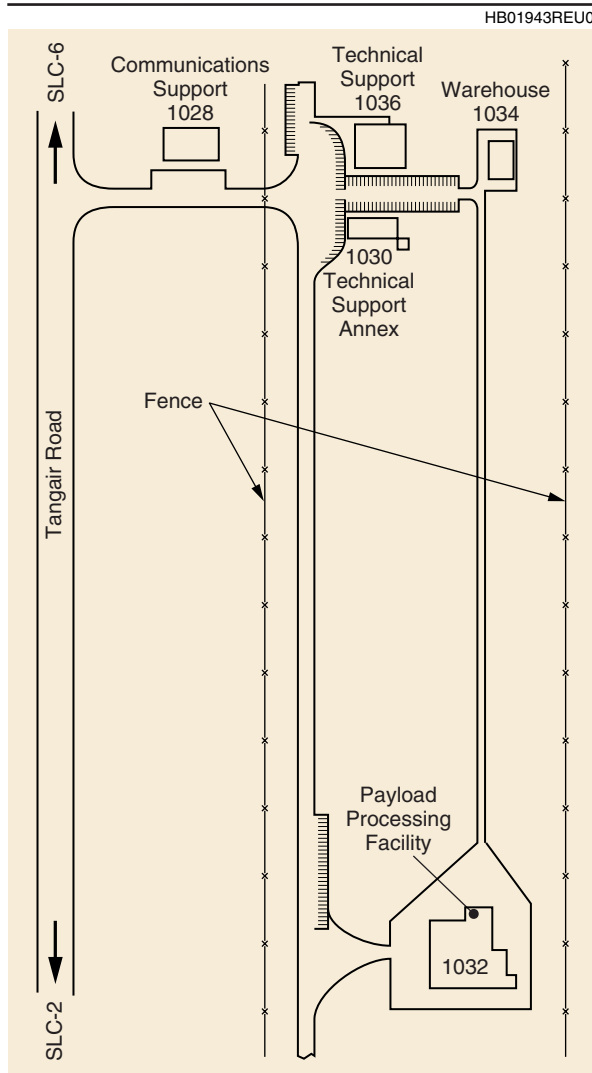 HB01943REU0
SLC-6
Communications
Support
1028
Technical
Support
1036
Warehouse
1034
1030
Technical
Support
Annex
Fence
Tangair Road
Payload
Processing
Facility
1032
SLC-2